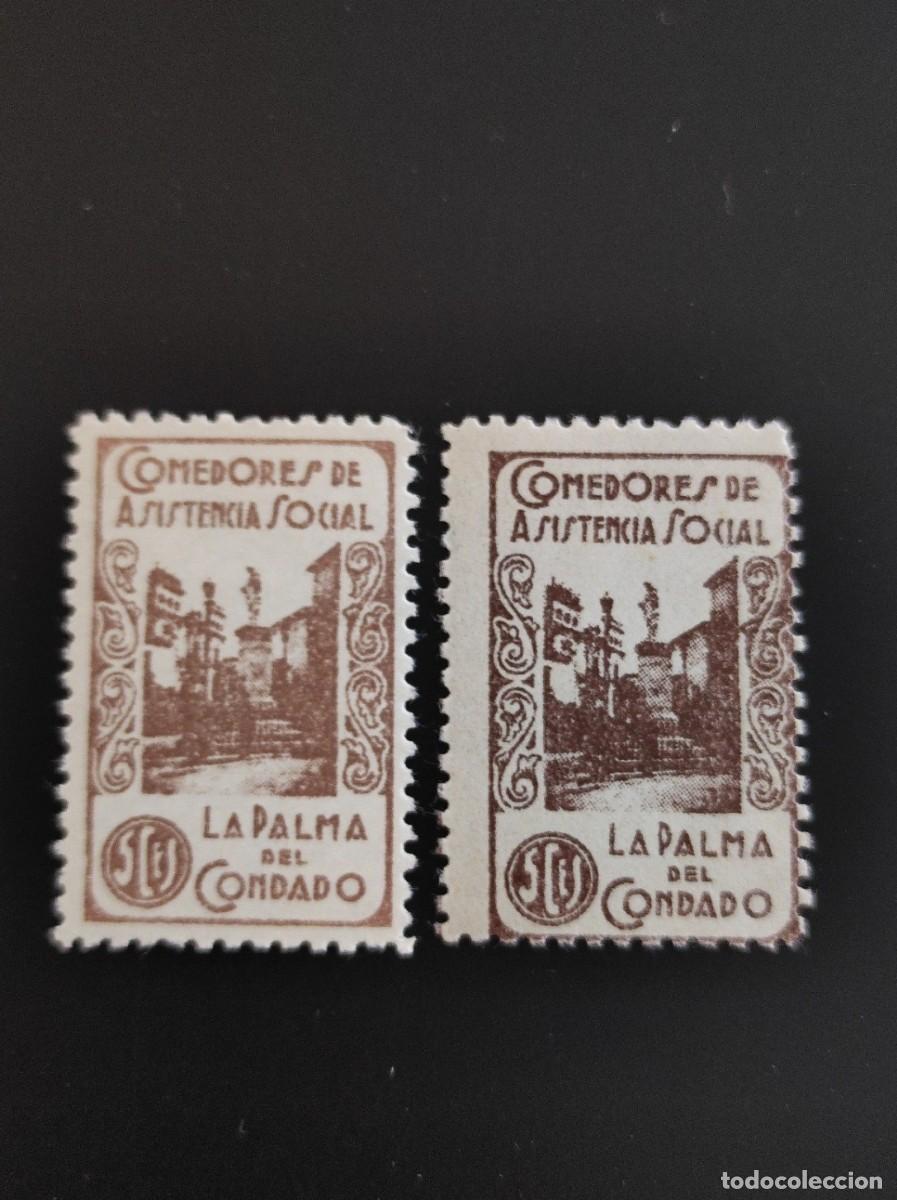 COMEDORES DE
ASISTENCIA SOCIAL
LA PALMA
DEL
CONDADO
COMEDORES DE
ASISTENCIA SOCIAL
LA PALMA
DEL
CONDADO
todocoleccion